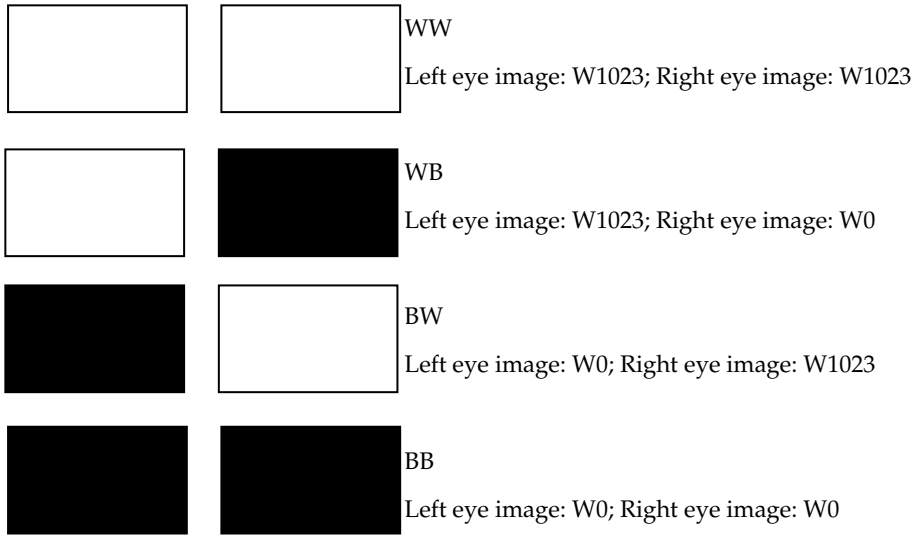 WW
Left eye image: W1023; Right eye image: W1023
WB
Left eye image: W1023; Right eye image: W0
BW
Left eye image: W0; Right eye image: W1023
BB
Left eye image: W0; Right eye image: W0